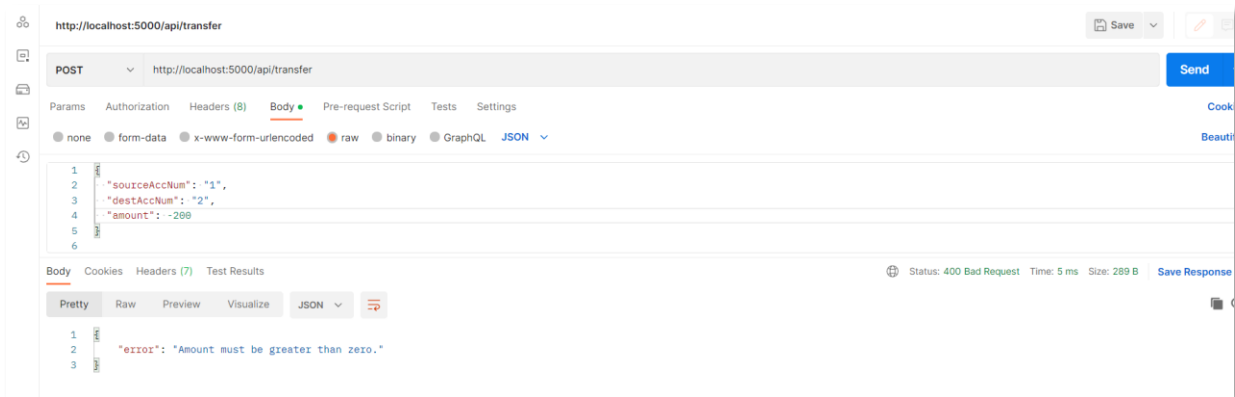 http://localhost:5000/api/transfer Save
POST http://localhost:5000/api/transfer Send
Params Authorization Headers (8) Body Pre-request Script Tests Settings
none form-data x-www-form-urlencoded raw binary GraphQL JSON
1 {
2 "sourceAccNum": "1",
3 "destAccNum": "2",
4 "amount": -200
5 }
6
Body Cookies Headers (7) Test Results Status: 400 Bad Request Time: 5 ms Size: 289 B Save Response
Pretty Raw Preview Visualize JSON
1 {
2 "error": "Amount must be greater than zero."
3 }